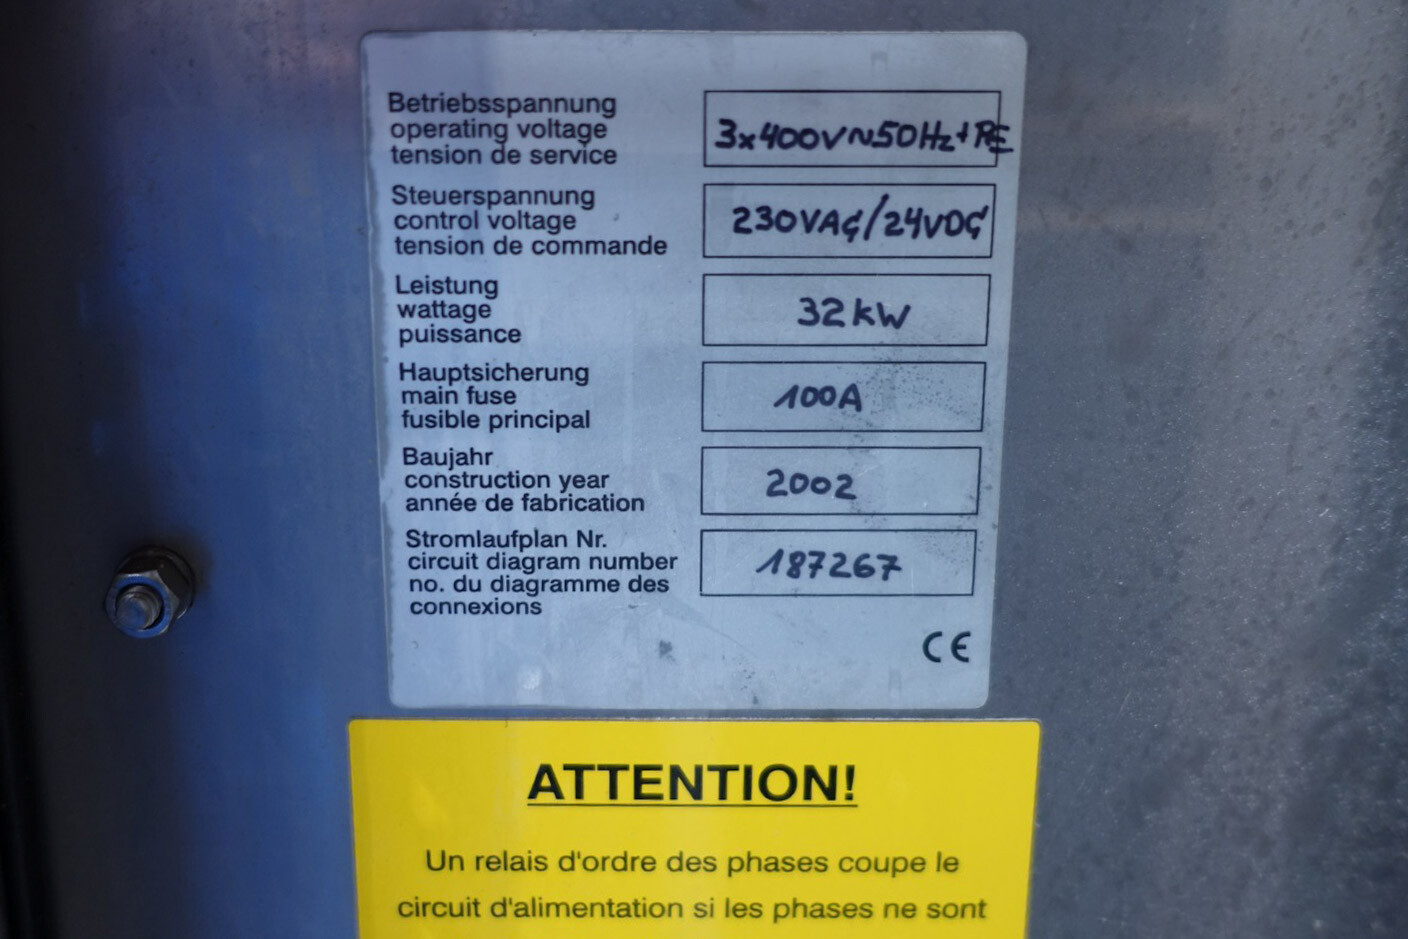 Betriebsspannung
operating voltage
tension de service
3x400V~50Hz+PE
Steuerspannung
control voltage
tension de commande
230VAC/24VDC
Leistung
wattage
puissance
32kW
Hauptsicherung
main fuse
fusible principal
100A
Baujahr
construction year
année de fabrication
2002
Stromlaufplan Nr.
circuit diagram number
no. du diagramme des
connexions
187267
CE
ATTENTION!
Un relais d'ordre des phases coupe le
circuit d'alimentation si les phases ne sont